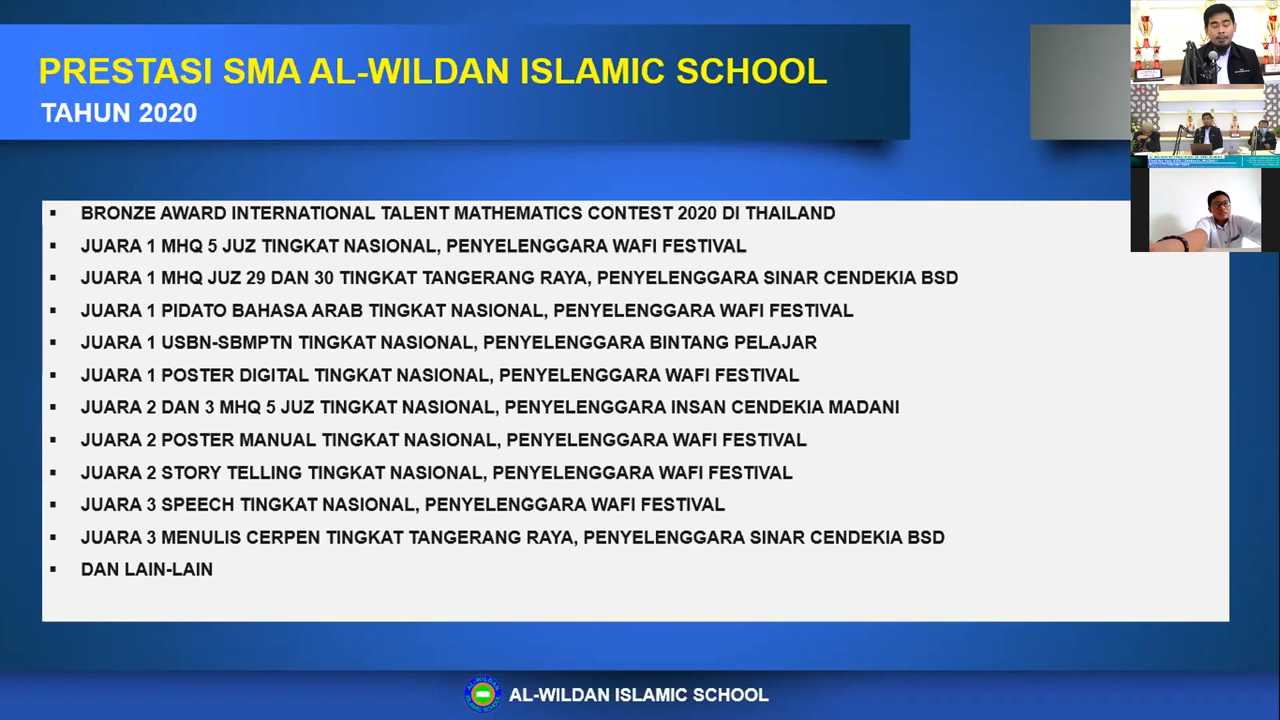 PRESTASI SMA AL-WILDAN ISLAMIC SCHOOL
TAHUN 2020
▪ BRONZE AWARD INTERNATIONAL TALENT MATHEMATICS CONTEST 2020 DI THAILAND
▪ JUARA 1 MHQ 5 JUZ TINGKAT NASIONAL, PENYELENGGARA WAFI FESTIVAL
▪ JUARA 1 MHQ JUZ 29 DAN 30 TINGKAT TANGERANG RAYA, PENYELENGGARA SINAR CENDEKIA BSD
▪ JUARA 1 PIDATO BAHASA ARAB TINGKAT NASIONAL, PENYELENGGARA WAFI FESTIVAL
▪ JUARA 1 USBN-SBMPTN TINGKAT NASIONAL, PENYELENGGARA BINTANG PELAJAR
▪ JUARA 1 POSTER DIGITAL TINGKAT NASIONAL, PENYELENGGARA WAFI FESTIVAL
▪ JUARA 2 DAN 3 MHQ 5 JUZ TINGKAT NASIONAL, PENYELENGGARA INSAN CENDEKIA MADANI
▪ JUARA 2 POSTER MANUAL TINGKAT NASIONAL, PENYELENGGARA WAFI FESTIVAL
▪ JUARA 2 STORY TELLING TINGKAT NASIONAL, PENYELENGGARA WAFI FESTIVAL
▪ JUARA 3 SPEECH TINGKAT NASIONAL, PENYELENGGARA WAFI FESTIVAL
▪ JUARA 3 MENULIS CERPEN TINGKAT TANGERANG RAYA, PENYELENGGARA SINAR CENDEKIA BSD
▪ DAN LAIN-LAIN
AL-WILDAN ISLAMIC SCHOOL